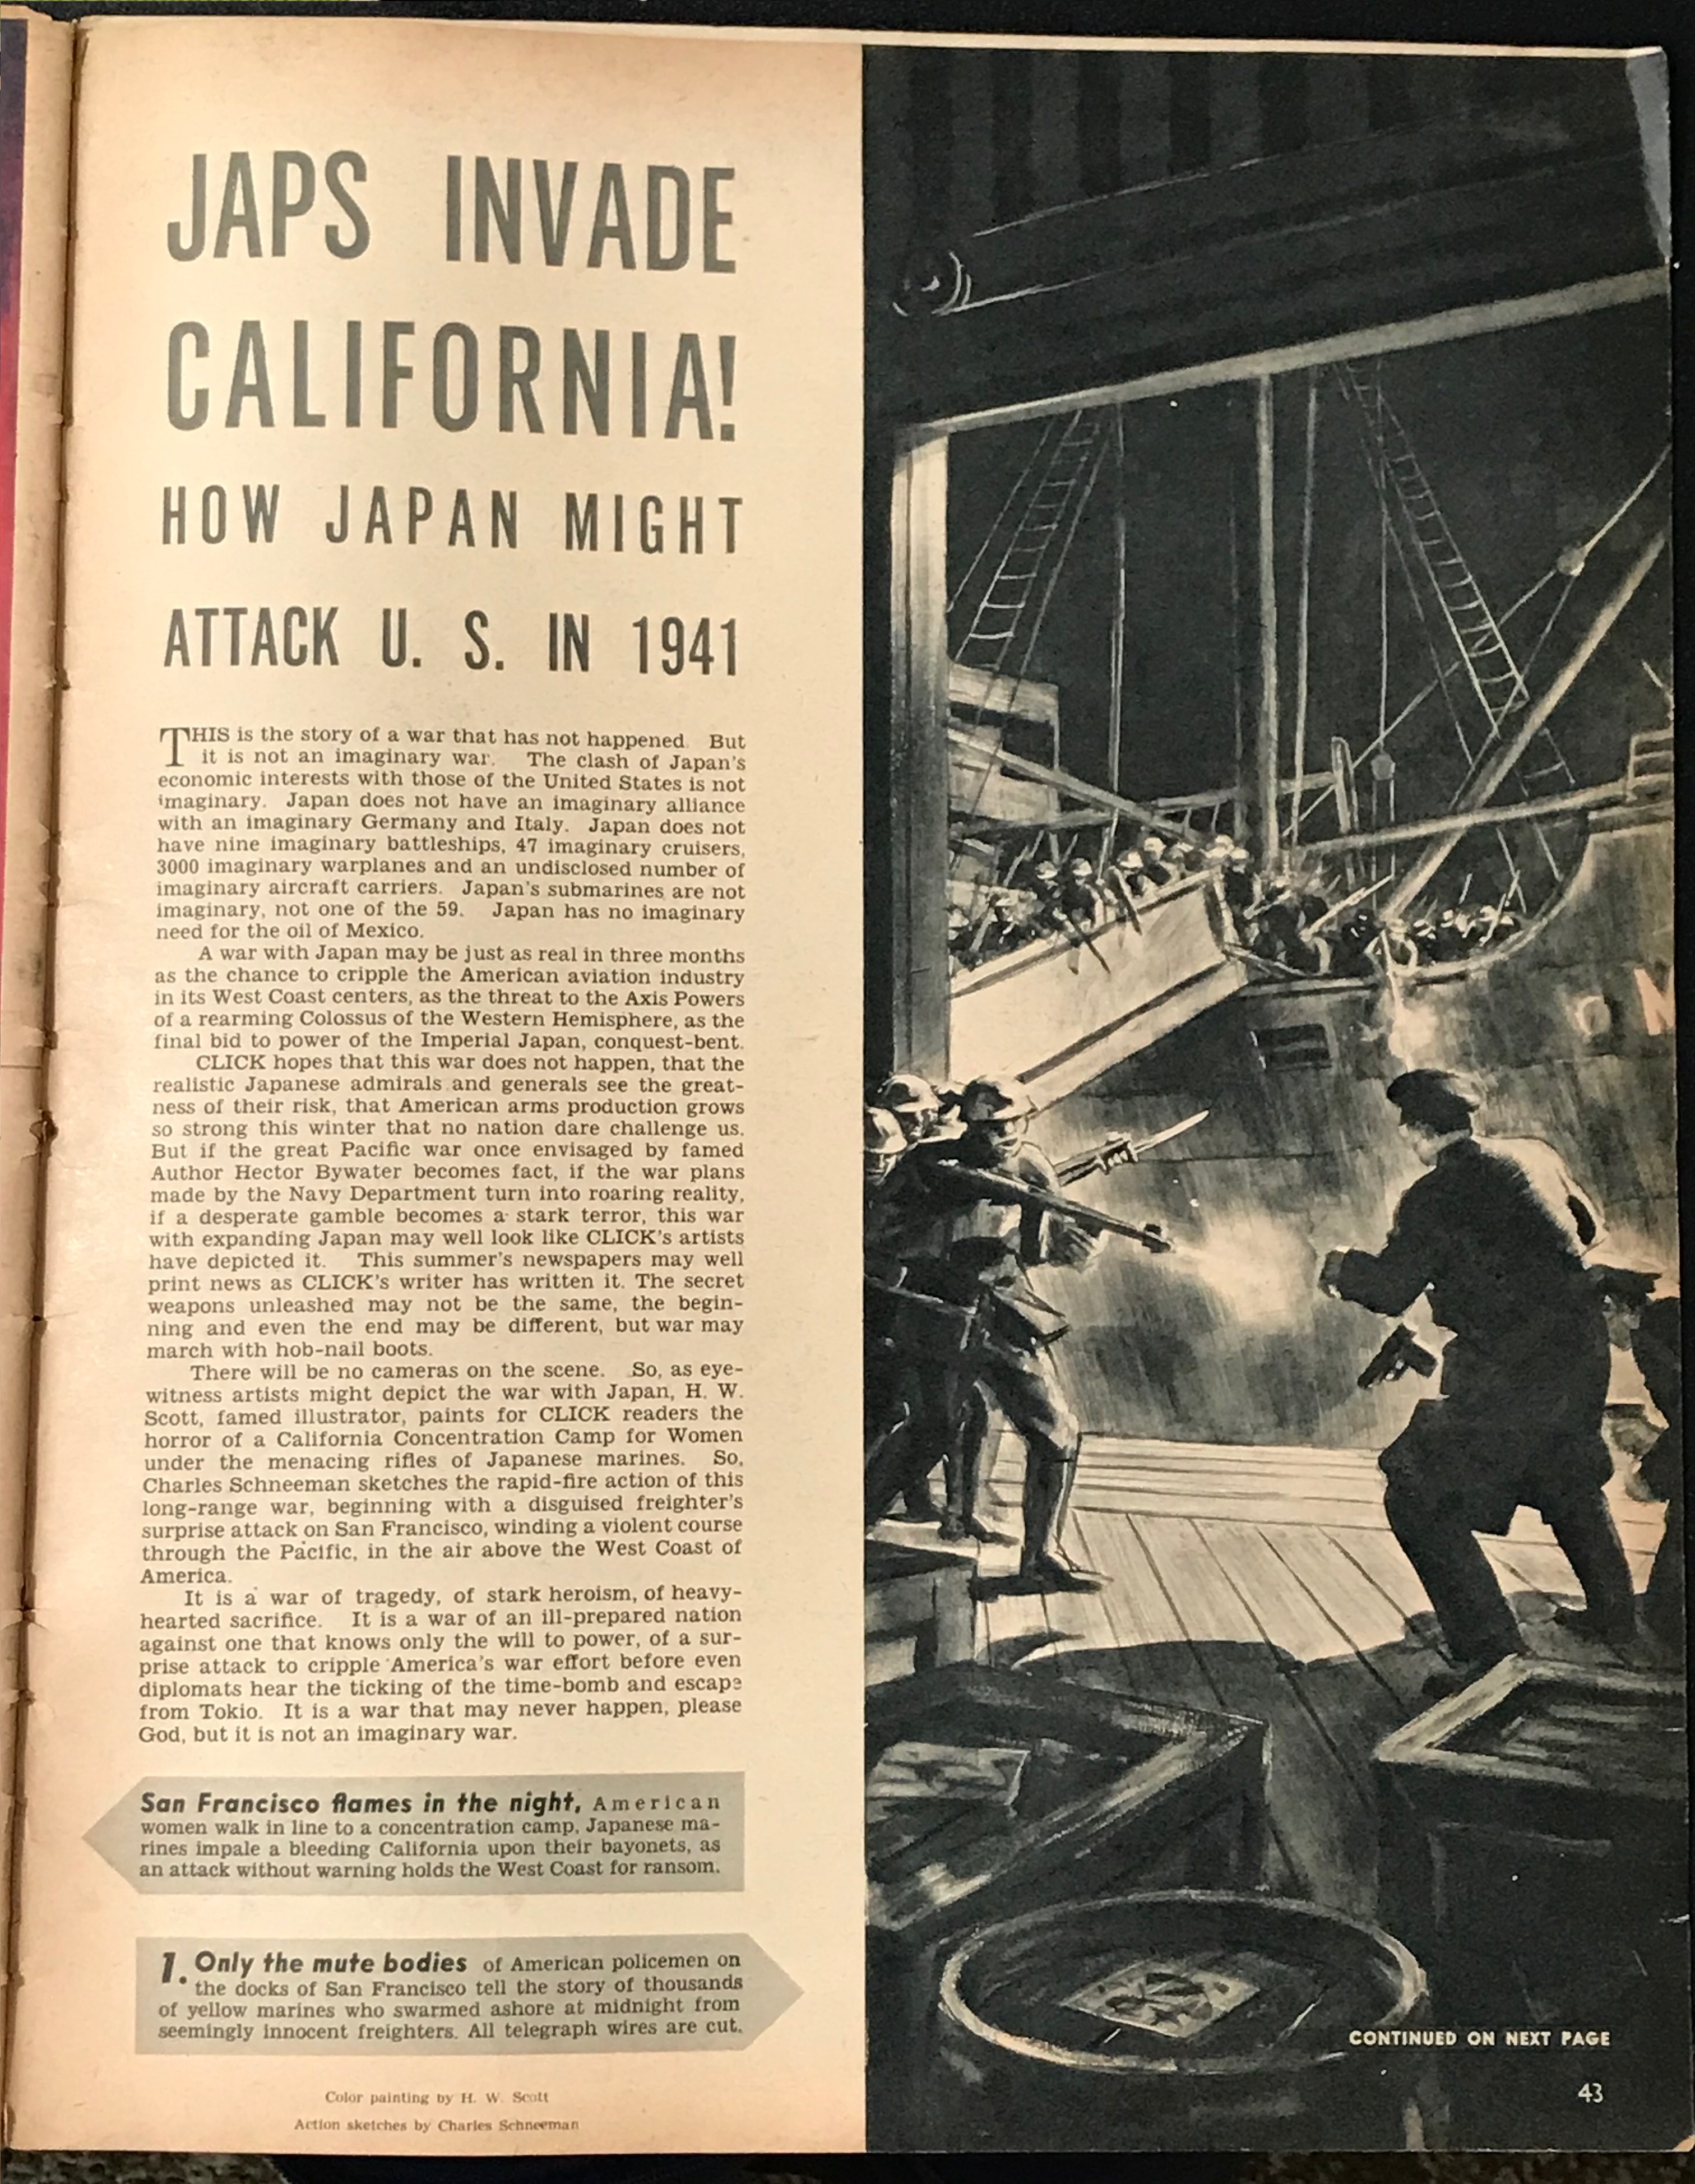 JAPS INVADE
CALIFORNIA!
HOW JAPAN MIGHT
ATTACK U. S. IN 1941
THIS is the story of a war that has not happened. But
it is not an imaginary war. The clash of Japan's
economic interests with those of the United States is not
imaginary. Japan does not have an imaginary alliance
with an imaginary Germany and Italy. Japan does not
have nine imaginary battleships, 47 imaginary cruisers,
3000 imaginary warplanes and an undisclosed number of
imaginary aircraft carriers. Japan's submarines are not
imaginary, not one of the 59. Japan has no imaginary
need for the oil of Mexico.
A war with Japan may be just as real in three months
as the chance to cripple the American aviation industry
in its West Coast centers, as the threat to the Axis Powers
of a rearming Colossus of the Western Hemisphere, as the
final bid to power of the Imperial Japan, conquest-bent.
CLICK hopes that this war does not happen, that the
realistic Japanese admirals and generals see the great-
ness of their risk, that American arms production grows
so strong this winter that no nation dare challenge us.
But if the great Pacific war once envisaged by famed
Author Hector Bywater becomes fact, if the war plans
made by the Navy Department turn into roaring reality,
if a desperate gamble becomes a stark terror, this war
with expanding Japan may well look like CLICK's artists
have depicted it. This summer's newspapers may well
print news as CLICK's writer has written it. The secret
weapons unleashed may not be the same, the begin-
ning and even the end may be different, but war may
march with hob-nail boots.
There will be no cameras on the scene. So, as eye-
witness artists might depict the war with Japan, H. W.
Scott, famed illustrator, paints for CLICK readers the
horror of a California Concentration Camp for Women
under the menacing rifles of Japanese marines. So,
Charles Schneeman sketches the rapid-fire action of this
long-range war, beginning with a disguised freighter's
surprise attack on San Francisco, winding a violent course
through the Pacific, in the air above the West Coast of
America.
It is a war of tragedy, of stark heroism, of heavy-
hearted sacrifice. It is a war of an ill-prepared nation
against one that knows only the will to power, of a sur-
prise attack to cripple America's war effort before even
diplomats hear the ticking of the time-bomb and escape
from Tokio. It is a war that may never happen, please
God, but it is not an imaginary war.
San Francisco flames in the night, American
women walk in line to a concentration camp, Japanese ma-
rines impale a bleeding California upon their bayonets, as
an attack without warning holds the West Coast for ransom.
1. Only the mute bodies of American policemen on
the docks of San Francisco tell the story of thousands
of yellow marines who swarmed ashore at midnight from
seemingly innocent freighters. All telegraph wires are cut.
Color painting by H. W. Scott
Action sketches by Charles Schneeman
CONTINUED ON NEXT PAGE
43